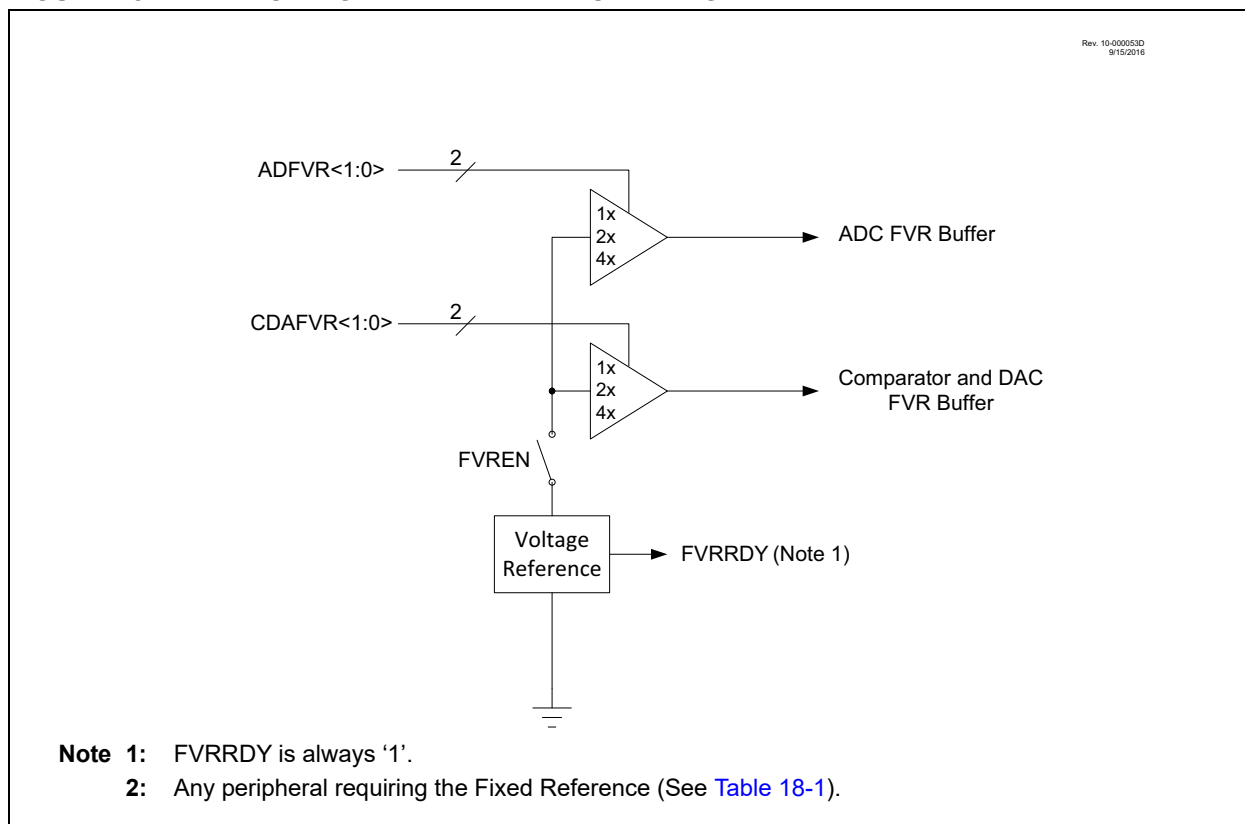 Rev. 10-000053D
9/15/2016
ADFVR<1:0>
2
1x
2x
4x
ADC FVR Buffer
CDAFVR<1:0>
2
1x
2x
4x
Comparator and DAC
FVR Buffer
FVREN
Voltage
Reference
FVRRDY (Note 1)
Note 1: FVRRDY is always ‘1’.
2: Any peripheral requiring the Fixed Reference (See Table 18-1).